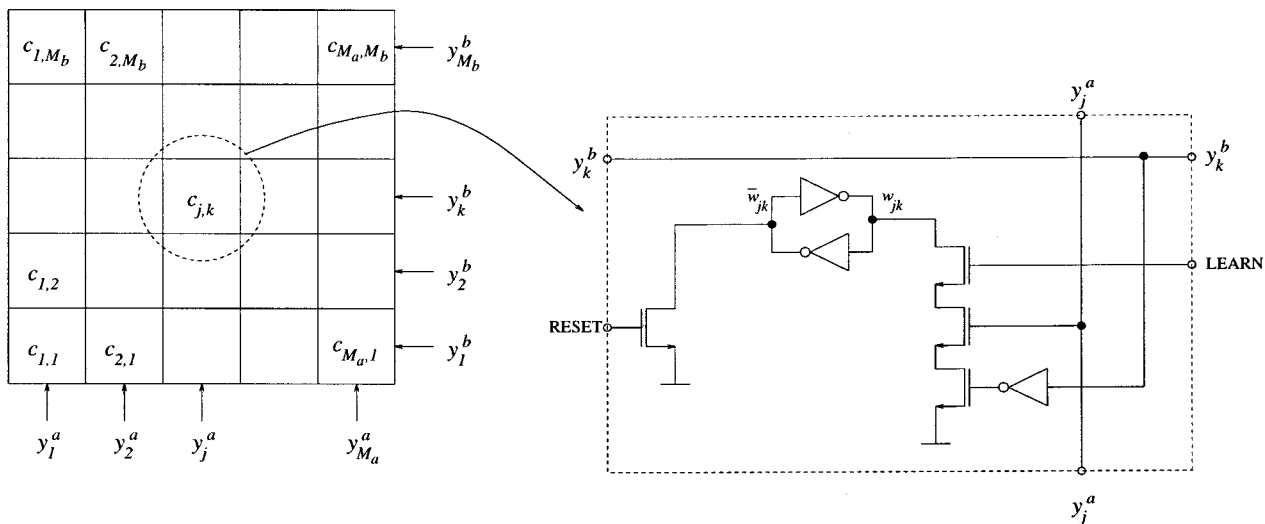 c_{1,M_b} c_{2,M_b} c_{M_a,M_b} y^b_{M_b}
c_{j,k} y^b_k
c_{1,2} y^b_2
c_{1,1} c_{2,1} c_{M_a,1} y^b_1
y^a_1 y^a_2 y^a_j y^a_{M_a}
y^a_j
y^b_k y^b_k
\bar{w}_{jk} w_{jk}
LEARN
RESET
y^a_j